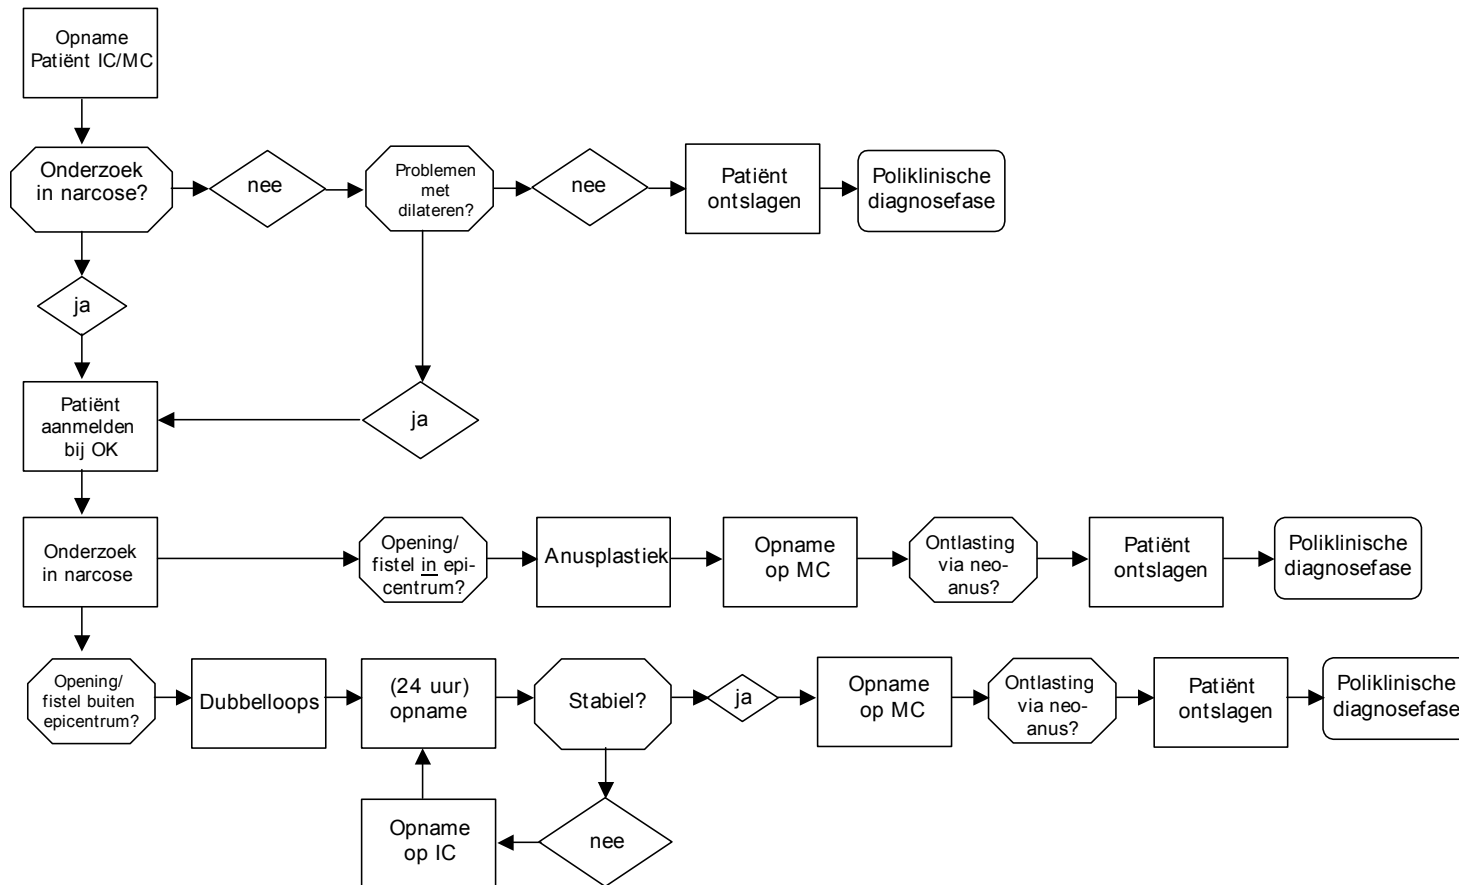 Opname
Patiënt IC/MC
Onderzoek
in narcose?
nee
Problemen
met
dilateren?
nee
Patiënt
ontslagen
Poliklinische
diagnosefase
ja
Patiënt
aanmelden
bij OK
ja
Onderzoek
in narcose
Opening/
fistel in epi-
centrum?
Anusplastiek
Opname
op MC
Ontlasting
via neo-
anus?
Patiënt
ontslagen
Poliklinische
diagnosefase
Opening/
fistel buiten
epicentrum?
Dubbelloops
(24 uur)
opname
Stabiel?
ja
Opname
op MC
Ontlasting
via neo-
anus?
Patiënt
ontslagen
Poliklinische
diagnosefase
Opname
op IC
nee